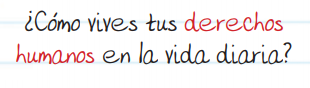 ¿Cómo vives tus derechos
humanos en la vida diaria?